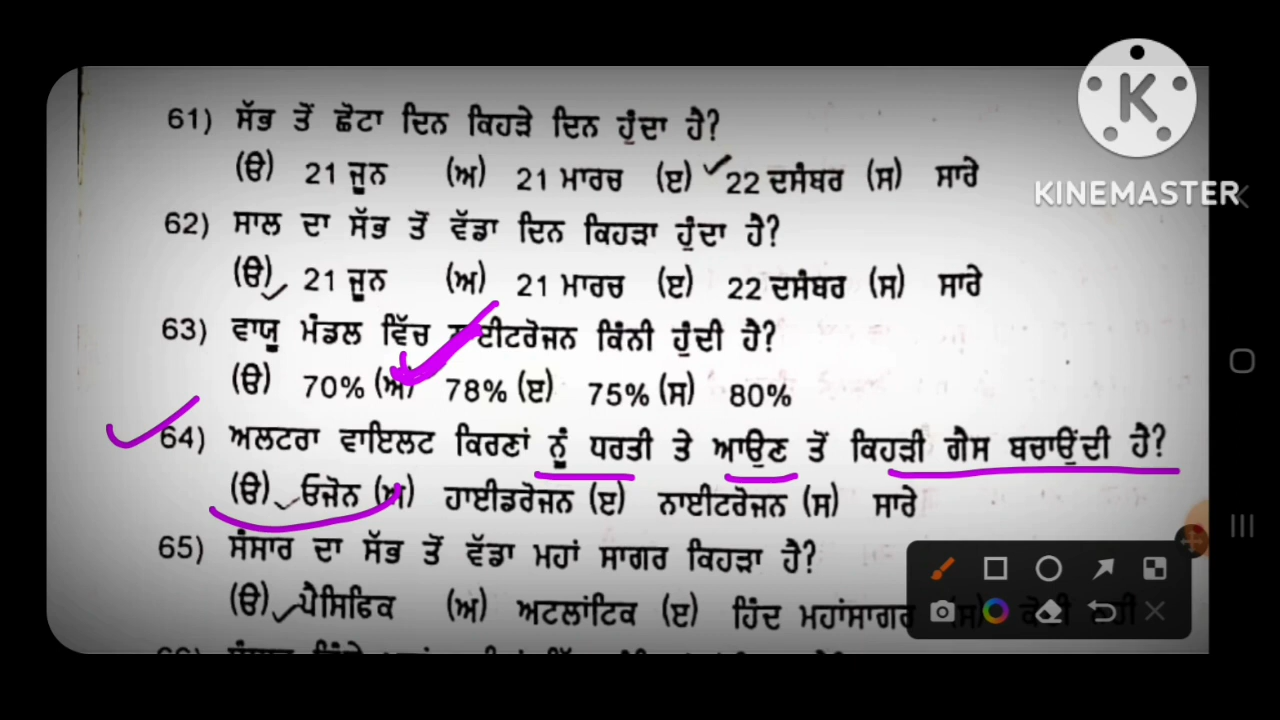 61) ਸੱਭ ਤੋਂ ਛੋਟਾ ਦਿਨ ਕਿਹੜੇ ਦਿਨ ਹੁੰਦਾ ਹੈ?
(ੳ) 21 ਜੂਨ (ਅ) 21 ਮਾਰਚ (ੲ) 22 ਦਸੰਬਰ (ਸ) ਸਾਰੇ
KINEMASTER
62) ਸਾਲ ਦਾ ਸੱਭ ਤੋਂ ਵੱਡਾ ਦਿਨ ਕਿਹੜਾ ਹੁੰਦਾ ਹੈ?
(ੳ) 21 ਜੂਨ (ਅ) 21 ਮਾਰਚ (ੲ) 22 ਦਸੰਬਰ (ਸ) ਸਾਰੇ
63) ਵਾਯੂ ਮੰਡਲ ਵਿੱਚ ਨਾਈਟਰੋਜਨ ਕਿੰਨੀ ਹੁੰਦੀ ਹੈ?
(ੳ) 70% (ਅ) 78% (ੲ) 75% (ਸ) 80%
64) ਅਲਟਰਾ ਵਾਇਲਟ ਕਿਰਣਾਂ ਨੂੰ ਧਰਤੀ ਤੇ ਆਉਣ ਤੋਂ ਕਿਹੜੀ ਗੈਸ ਬਚਾਉਂਦੀ ਹੈ?
(ੳ) ਓਜੋਨ (ਅ) ਹਾਈਡਰੋਜਨ (ੲ) ਨਾਈਟਰੋਜਨ (ਸ) ਸਾਰੇ
65) ਸੰਸਾਰ ਦਾ ਸੱਭ ਤੋਂ ਵੱਡਾ ਮਹਾਂ ਸਾਗਰ ਕਿਹੜਾ ਹੈ?
(ੳ) ਪੈਸਿਫਿਕ (ਅ) ਅਟਲਾਂਟਿਕ (ੲ) ਹਿੰਦ ਮਹਾਂਸਾਗਰ (ਸ)